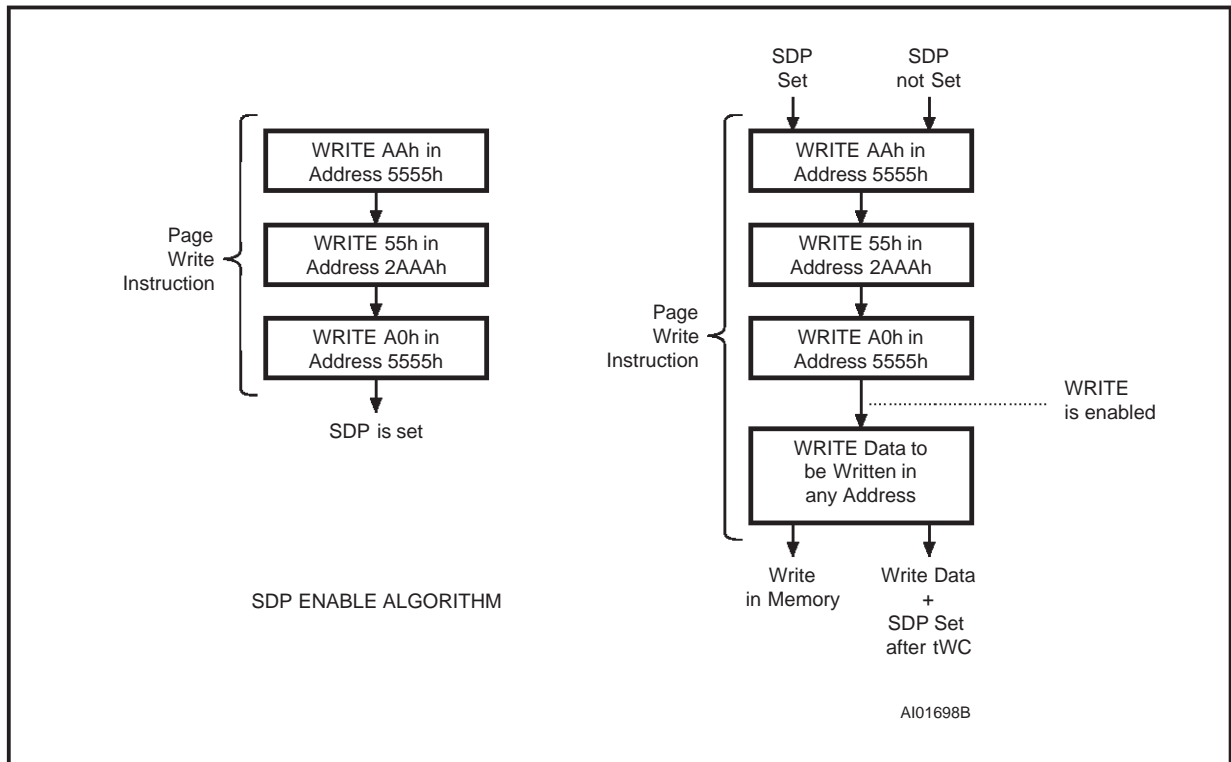 WRITE AAh in
Address 5555h
Page
Write
Instruction
WRITE 55h in
Address 2AAAh
WRITE A0h in
Address 5555h
SDP is set
SDP ENABLE ALGORITHM
SDP
Set
SDP
not Set
WRITE AAh in
Address 5555h
WRITE 55h in
Address 2AAAh
Page
Write
Instruction
WRITE A0h in
Address 5555h
WRITE
is enabled
WRITE Data to
be Written in
any Address
Write
in Memory
Write Data
+
SDP Set
after tWC
AI01698B